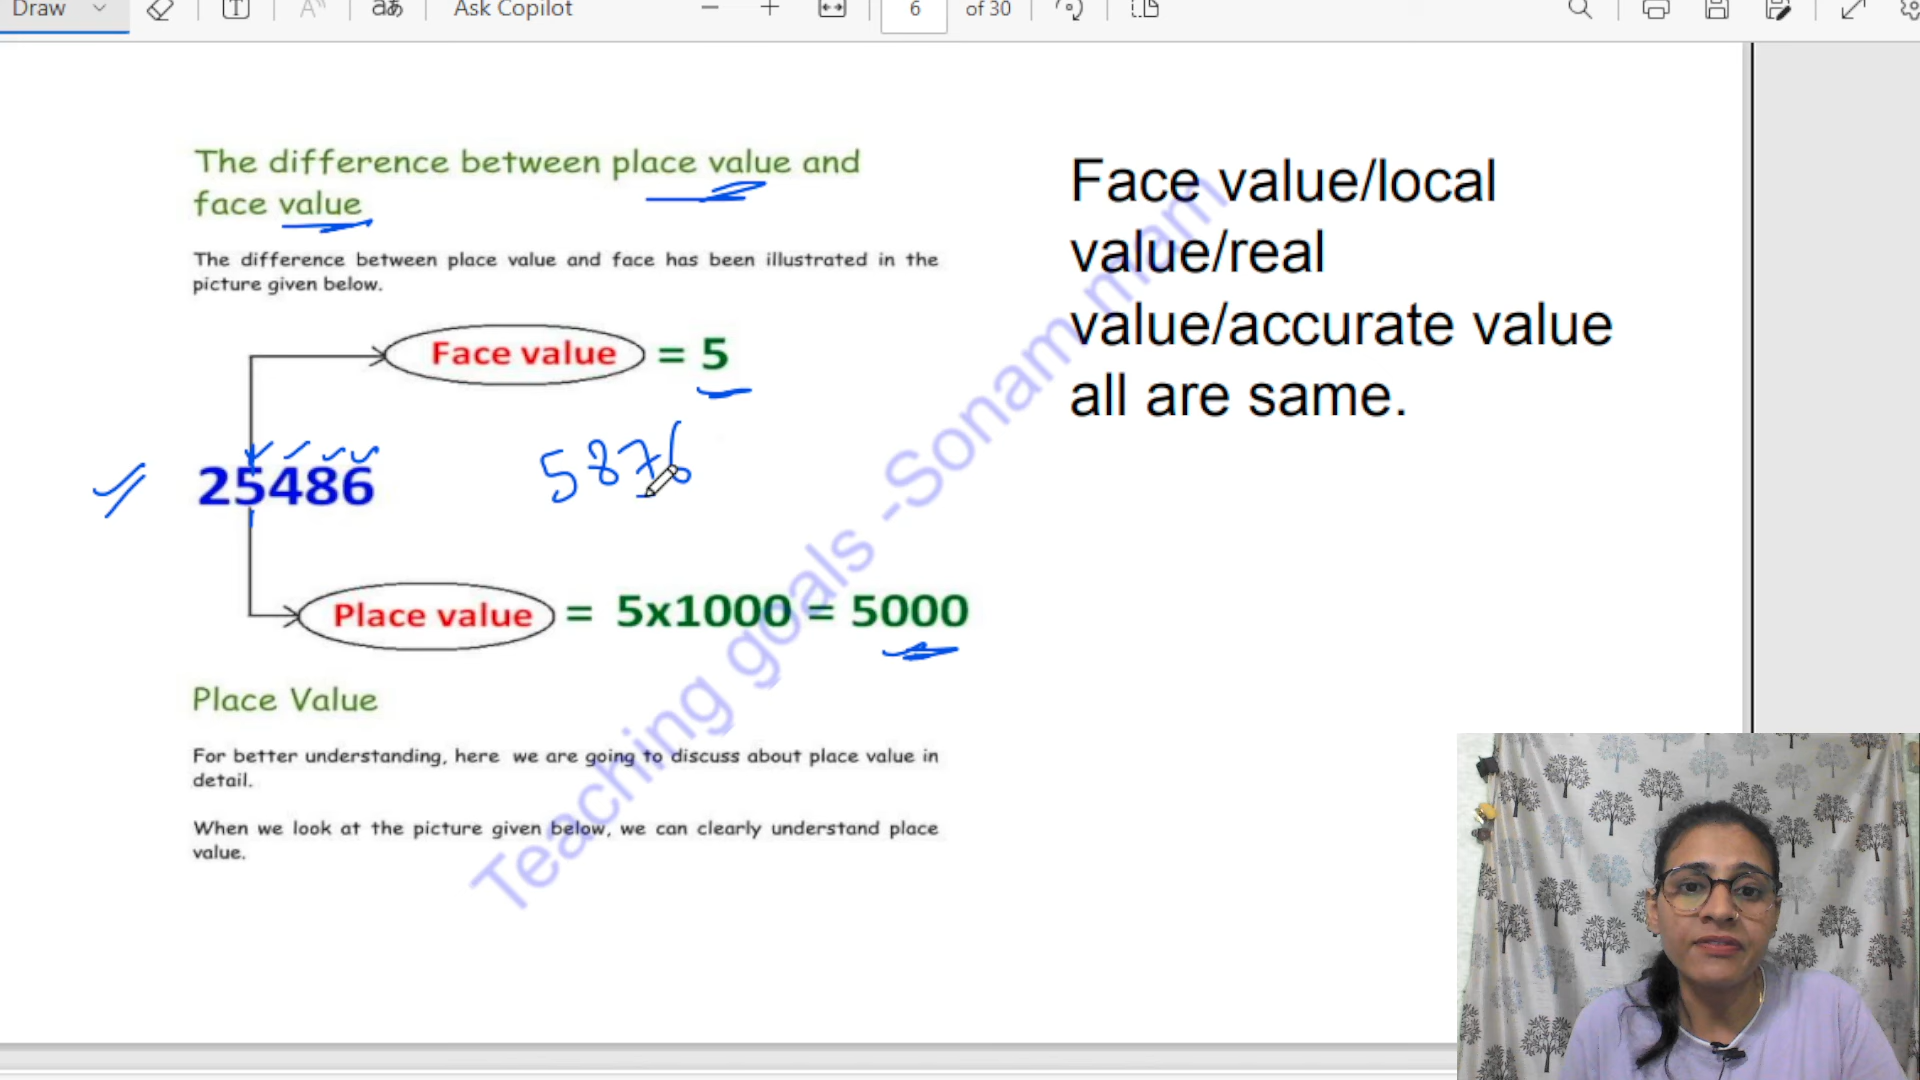 Draw
Ask Copilot
6 of 30
The difference between place value and
face value
The difference between place value and face has been illustrated in the
picture given below.
Face value = 5
25486
5876
Place value = 5x1000 = 5000
Place Value
For better understanding, here we are going to discuss about place value in
detail.
When we look at the picture given below, we can clearly understand place
value.
Face value/local
value/real
value/accurate value
all are same.
Teaching goals -Sonam mam